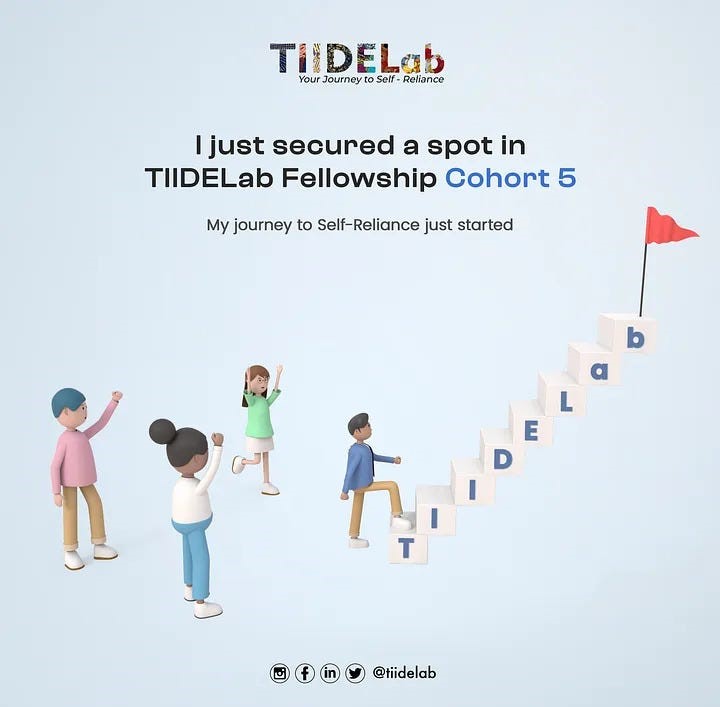 TIIDELab
Your Journey to Self - Reliance
I just secured a spot in
TIIDELab Fellowship Cohort 5
My journey to Self-Reliance just started
T
I
I
D
E
L
a
b
@tiidelab